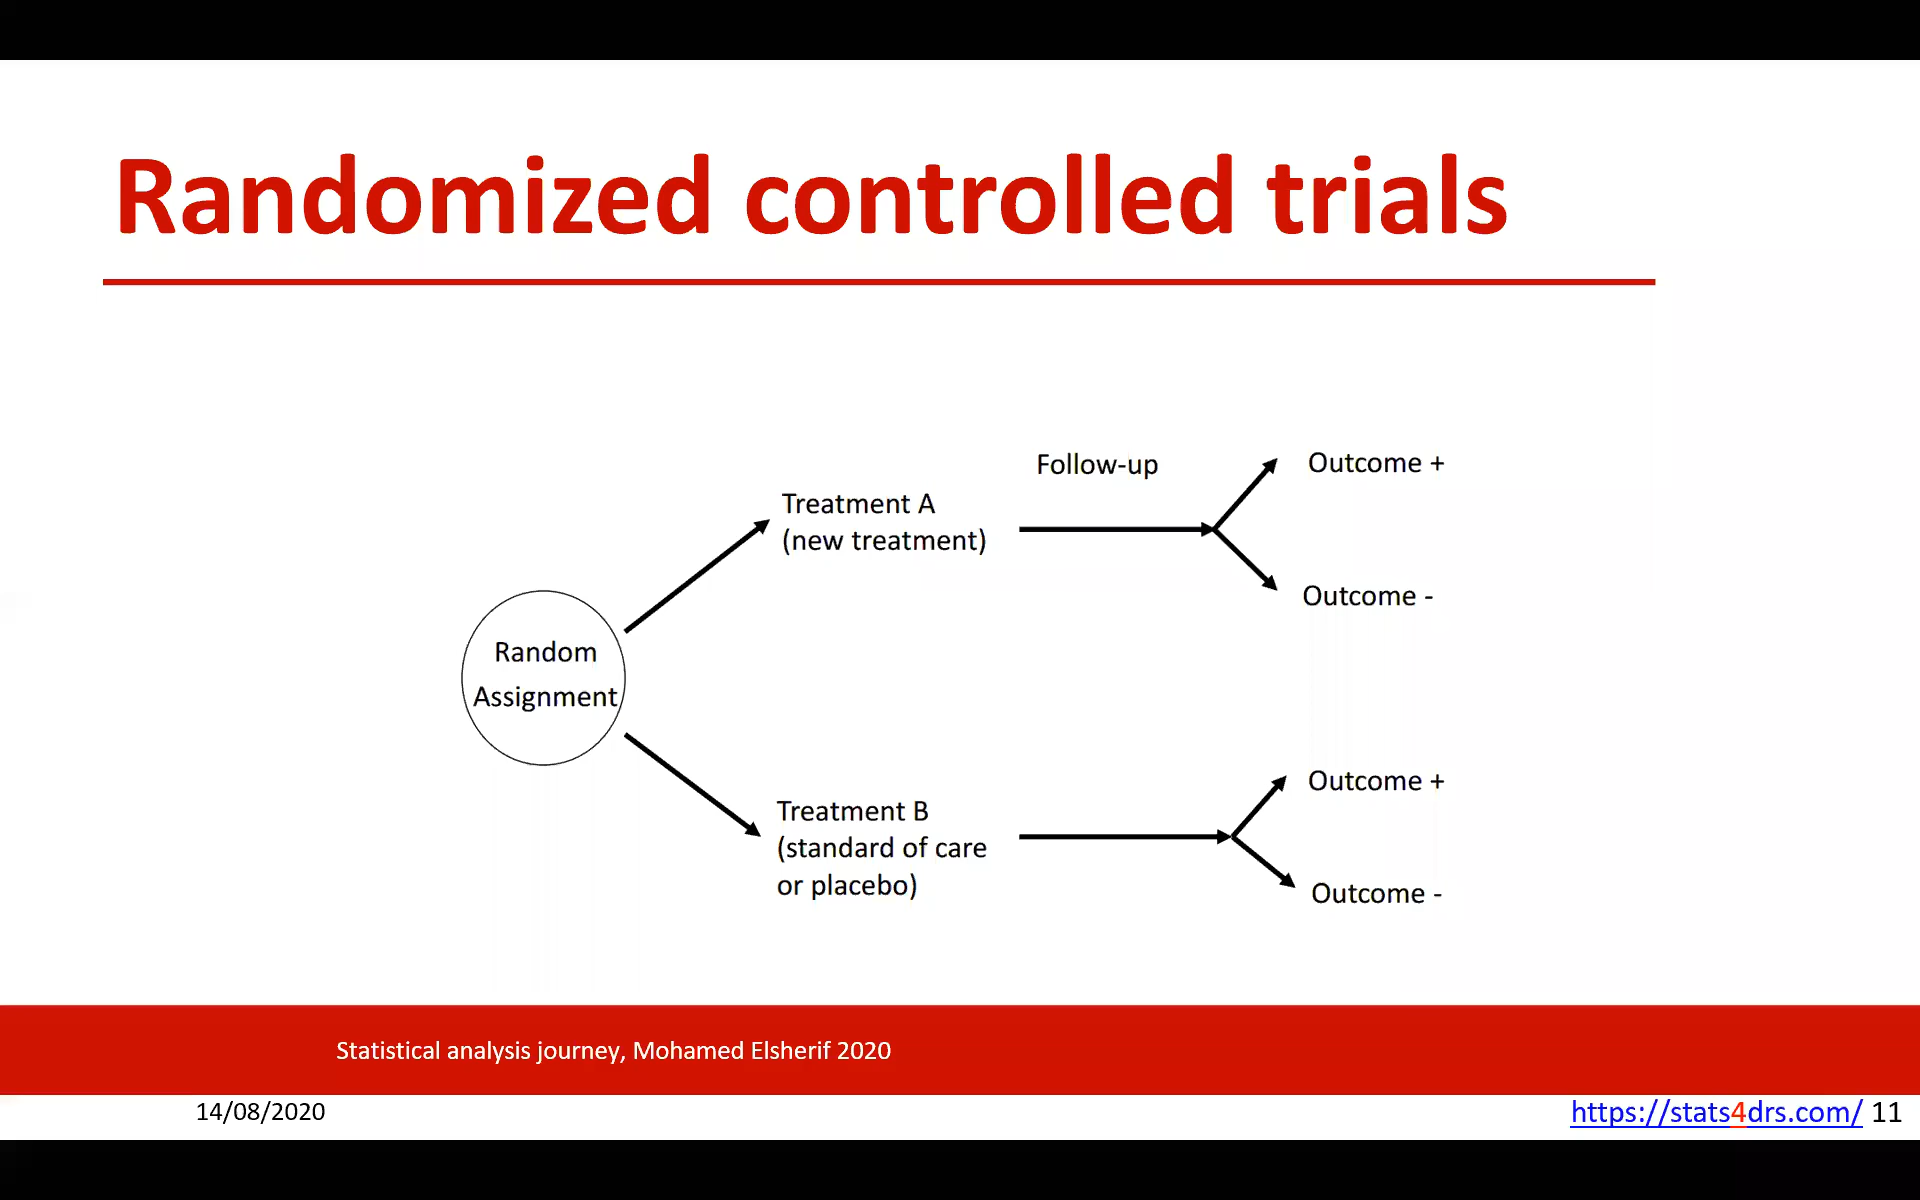 Randomized controlled trials
Follow-up
Outcome +
Treatment A
(new treatment)
Outcome -
Random
Assignment
Outcome +
Treatment B
(standard of care
or placebo)
Outcome -
Statistical analysis journey, Mohamed Elsherif 2020
14/08/2020
https://stats4drs.com/ 11